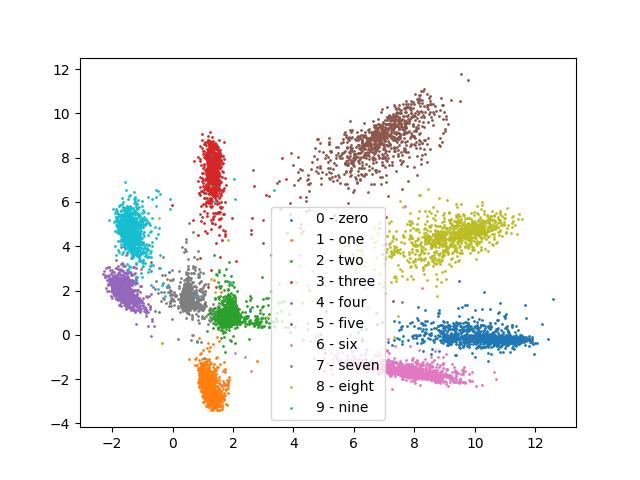 12
10
8
6
4
2
0
−2
−4
0 - zero
1 - one
2 - two
3 - three
4 - four
5 - five
6 - six
7 - seven
8 - eight
9 - nine
−2 0 2 4 6 8 10 12